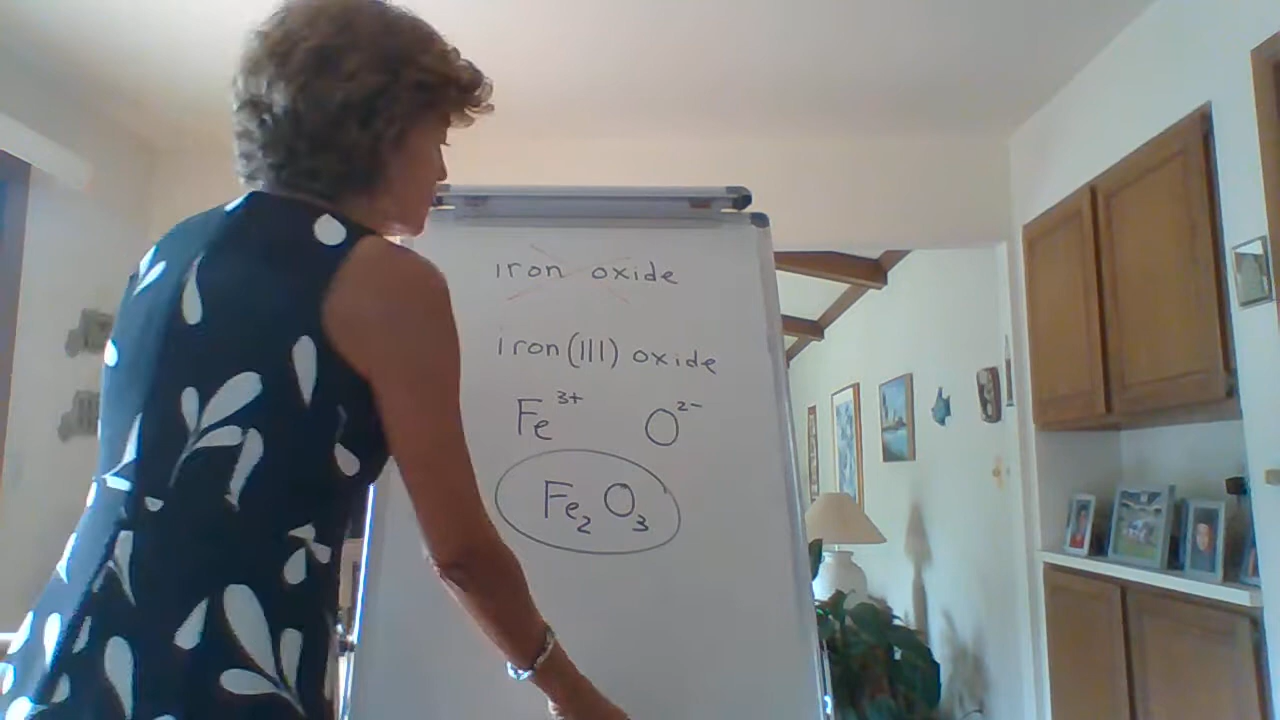 iron oxide
iron(III) oxide
Fe³⁺ O²⁻
Fe₂O₃